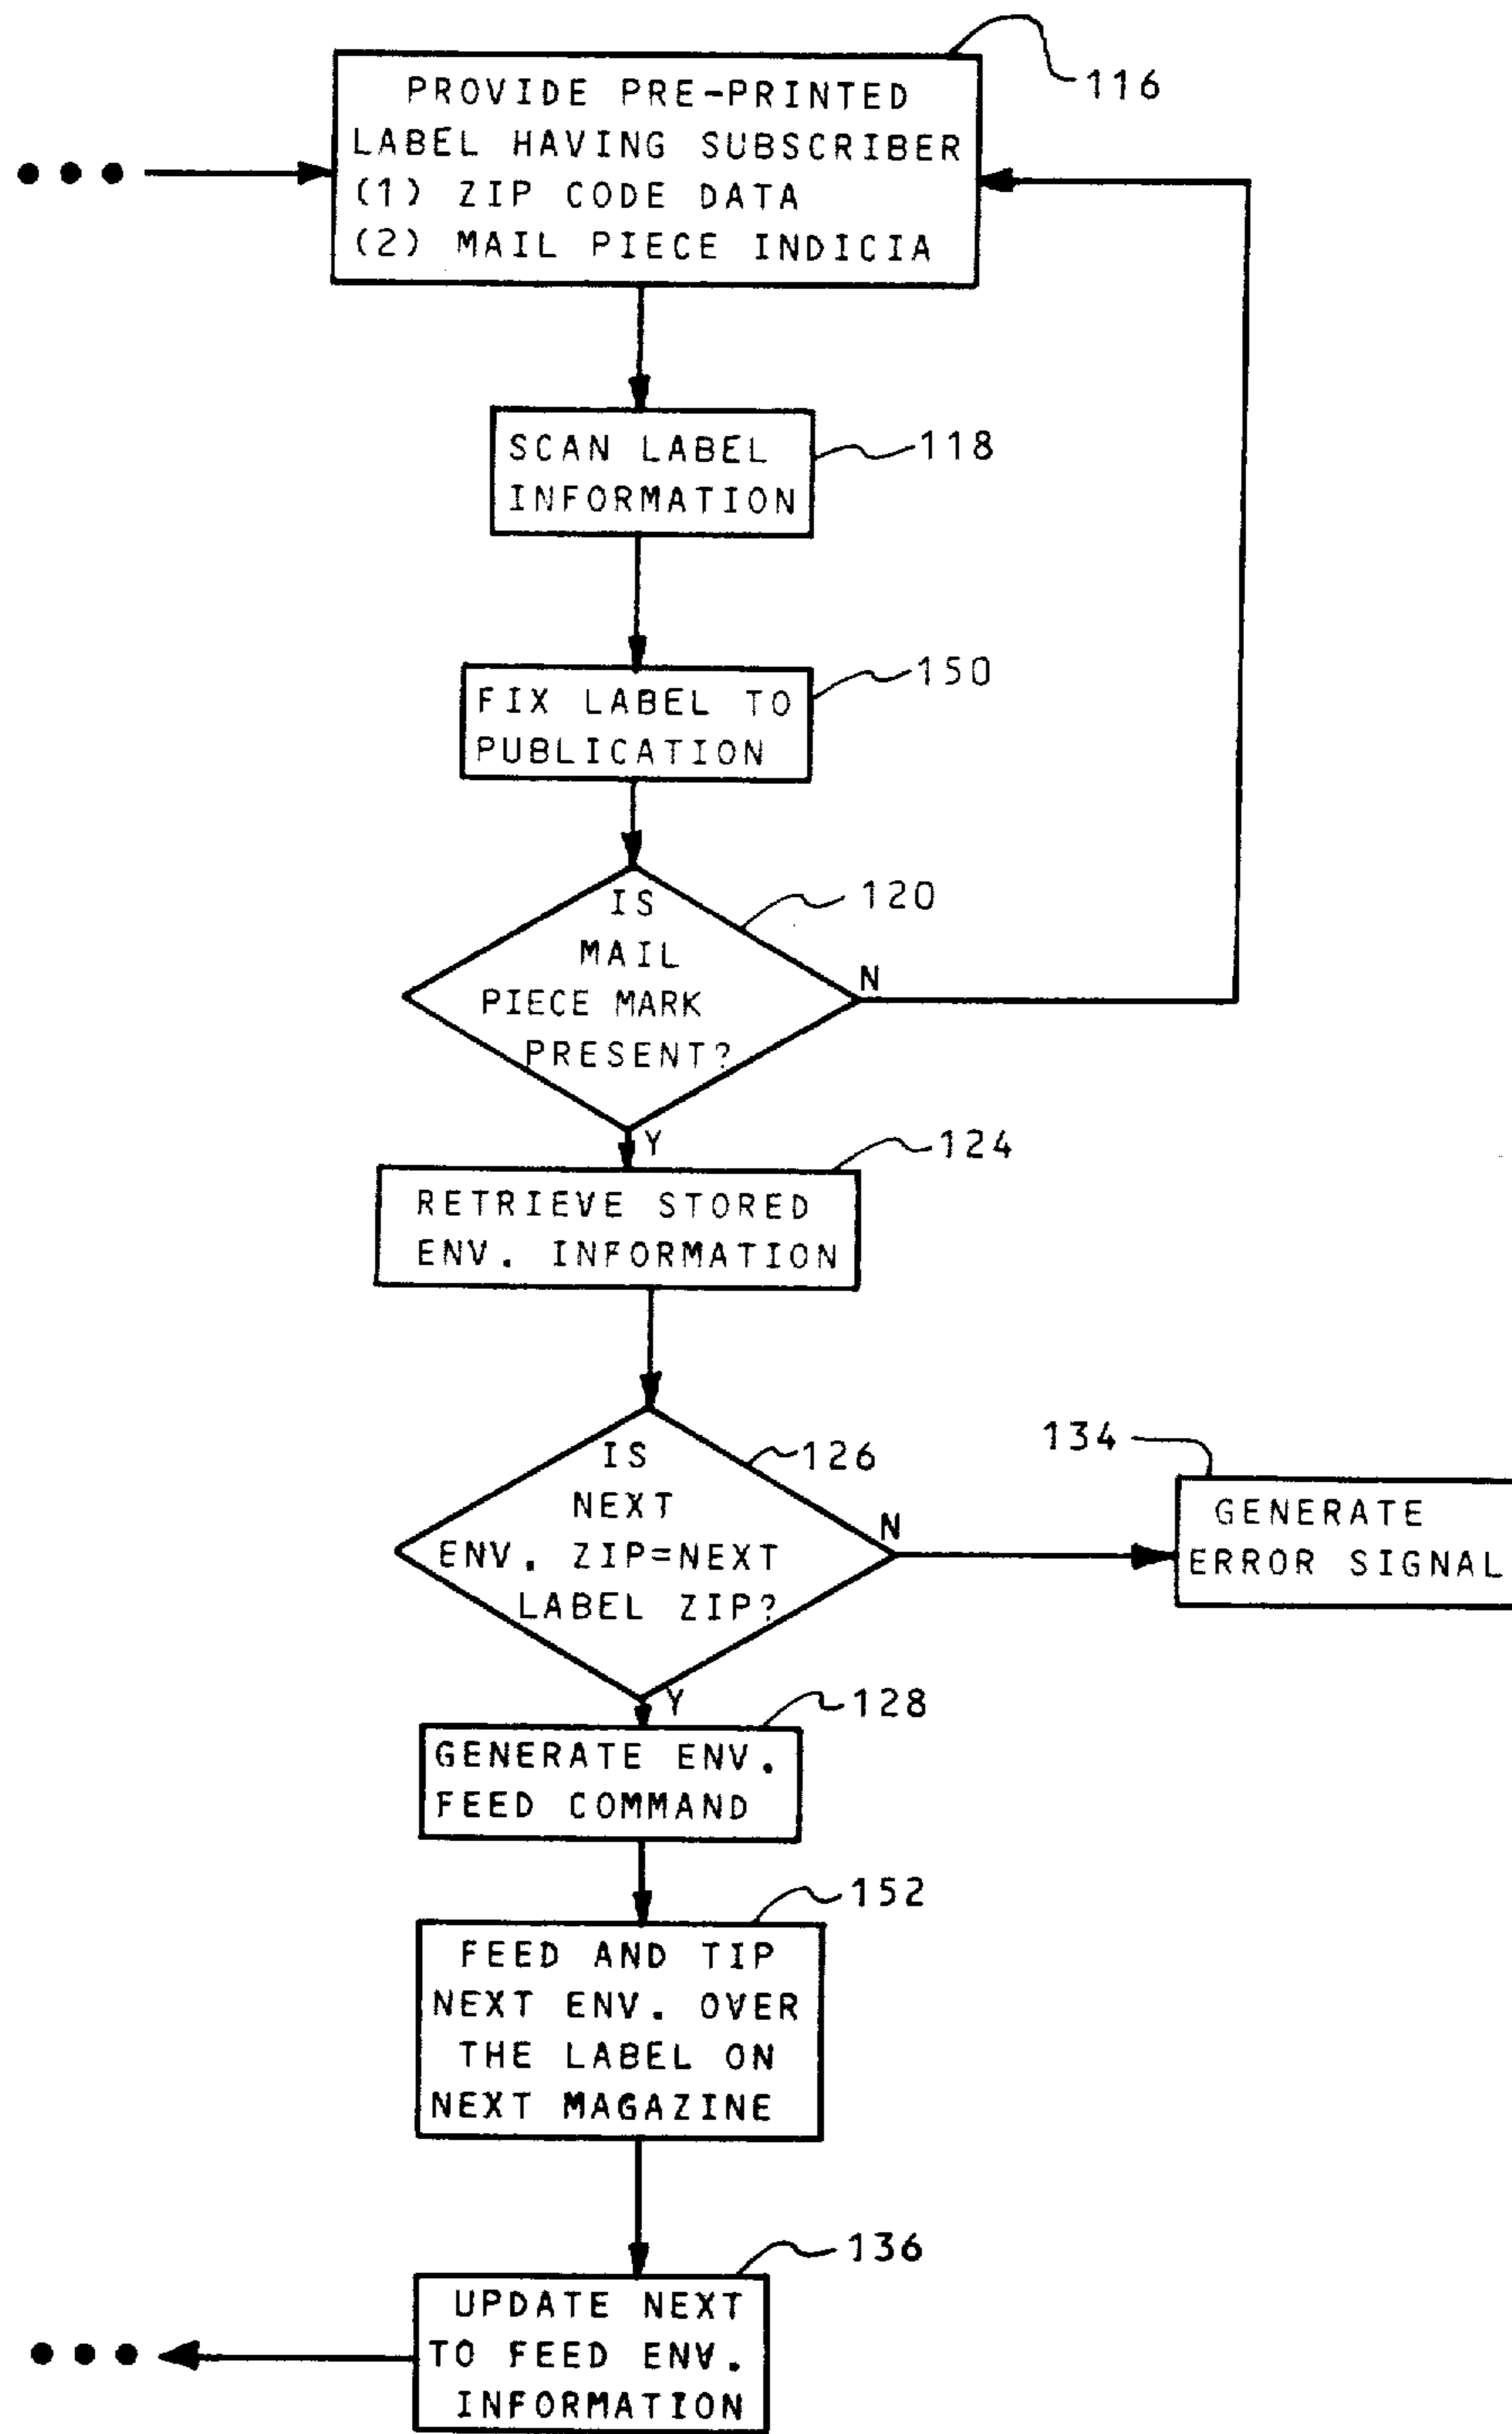 116
PROVIDE PRE-PRINTED
LABEL HAVING SUBSCRIBER
(1) ZIP CODE DATA
(2) MAIL PIECE INDICIA
SCAN LABEL
INFORMATION
118
FIX LABEL TO
PUBLICATION
150
IS
MAIL
PIECE MARK
PRESENT?
120
N
Y
RETRIEVE STORED
ENV. INFORMATION
124
IS
NEXT
ENV. ZIP=NEXT
LABEL ZIP?
126
N
134
GENERATE
ERROR SIGNAL
Y
GENERATE ENV.
FEED COMMAND
128
FEED AND TIP
NEXT ENV. OVER
THE LABEL ON
NEXT MAGAZINE
152
UPDATE NEXT
TO FEED ENV.
INFORMATION
136